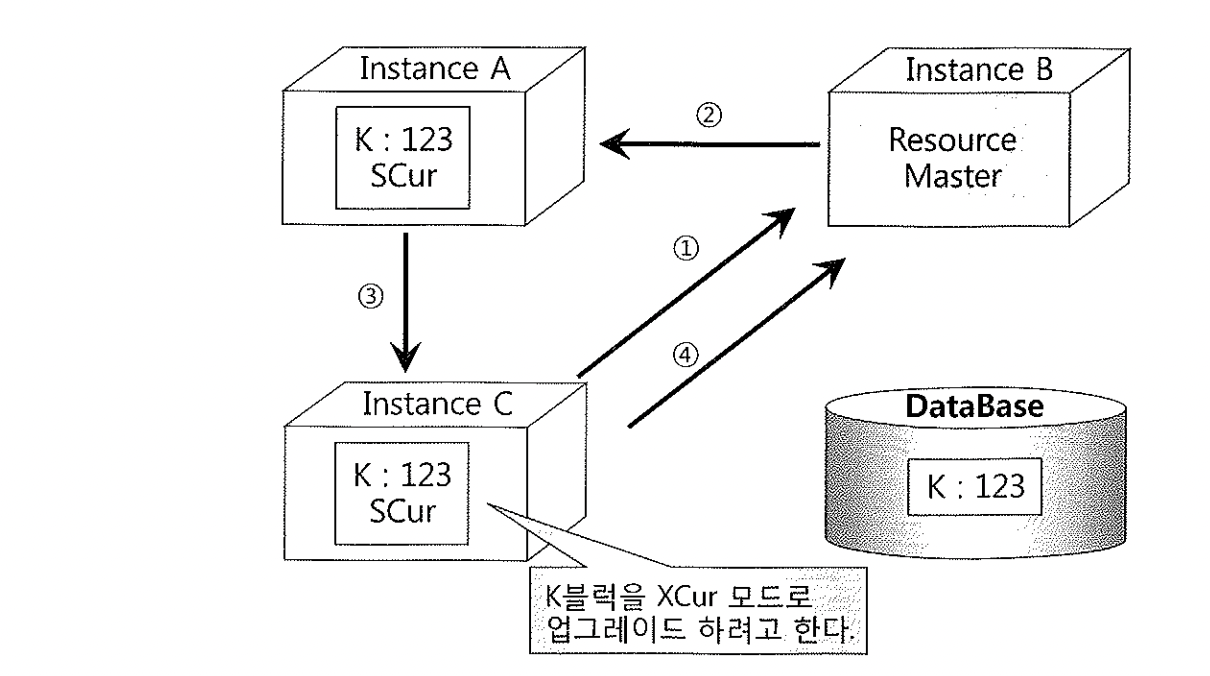 Instance A
K : 123
SCur
②
Instance B
Resource
Master
①
③
④
Instance C
K : 123
SCur
DataBase
K : 123
K블럭을 XCur 모드로
업그레이드 하려고 한다.